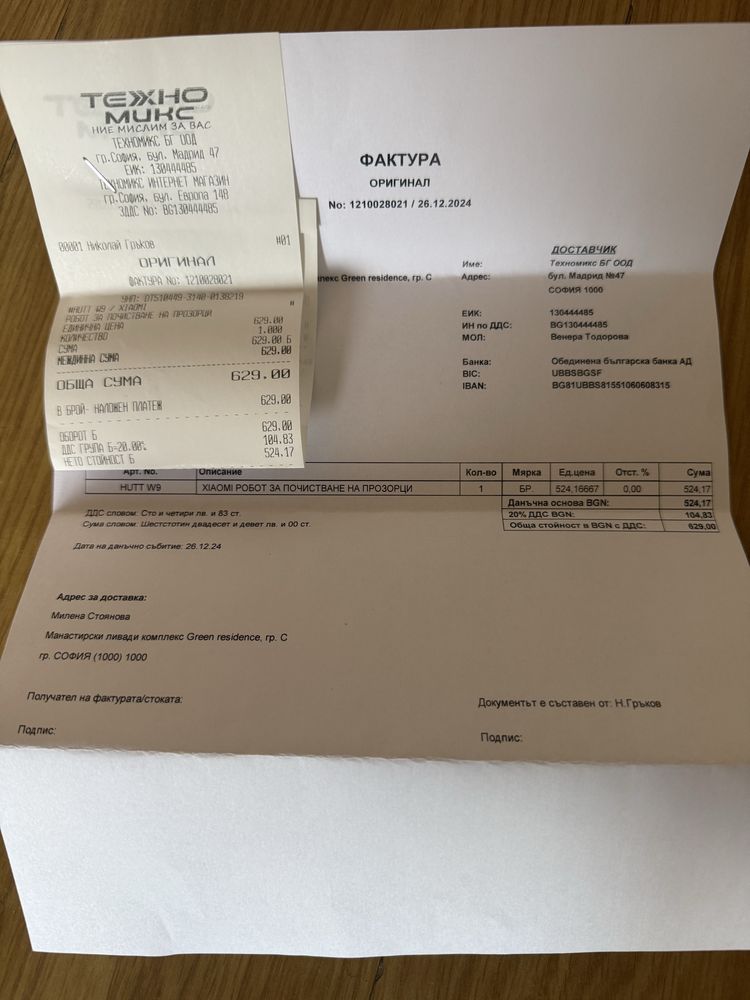 ТЕХНО
МИКС
НИЕ МИСЛИМ ЗА ВАС
ТЕХНОМИКС БГ ООД
гр.София, бул. Мадрид 47
ЕИК: 130444485
ТЕХНОМИКС ИНТЕРНЕТ МАГАЗИН
гр.София, бул. Европа 148
ЗДДС No: BG130444485
00001 Николай Гръков #01
ОРИГИНАЛ
ФАКТУРА No: 1210028021
УНП: DT510449-3140-0138219
#HUTT W9 / XIAOMI #
РОБОТ ЗА ПОЧИСТВАНЕ НА ПРОЗОРЦИ
ЕДИНИЧНА ЦЕНА 629.00
КОЛИЧЕСТВО 1.000
СУМА 629.00 Б
МЕЖДИННА СУМА 629.00
ОБЩА СУМА 629.00
В БРОЙ- НАЛОЖЕН ПЛАТЕЖ 629.00
ОБОРОТ Б 629.00
ДДС ГРУПА Б=20.00% 104.83
НЕТО СТОЙНОСТ Б 524.17
ФАКТУРА
ОРИГИНАЛ
No: 1210028021 / 26.12.2024
ДОСТАВЧИК
Име: Техномикс БГ ООД
Green residence, гр. С
Адрес: бул. Мадрид №47
СОФИЯ 1000
ЕИК: 130444485
ИН по ДДС: BG130444485
МОЛ: Венера Тодорова
Банка: Обединена българска банка АД
BIC: UBBSBGSF
IBAN: BG81UBBS81551060608315
Арт. No. Описание Кол-во Мярка Ед.цена Отст. % Сума
HUTT W9 XIAOMI РОБОТ ЗА ПОЧИСТВАНЕ НА ПРОЗОРЦИ 1 БР. 524,16667 0,00 524,17
Данъчна основа BGN: 524,17
ДДС словом: Сто и четири лв. и 83 ст. 20% ДДС BGN: 104,83
Сума словом: Шестстотин двадесет и девет лв. и 00 ст. Обща стойност в BGN с ДДС: 629,00
Дата на данъчно събитие: 26.12.24
Адрес за доставка:
Милена Стоянова
Манастирски ливади комплекс Green residence, гр. С
гр. СОФИЯ (1000) 1000
Получател на фактурата/стоката: Документът е съставен от: Н.Гръков
Подпис: Подпис: